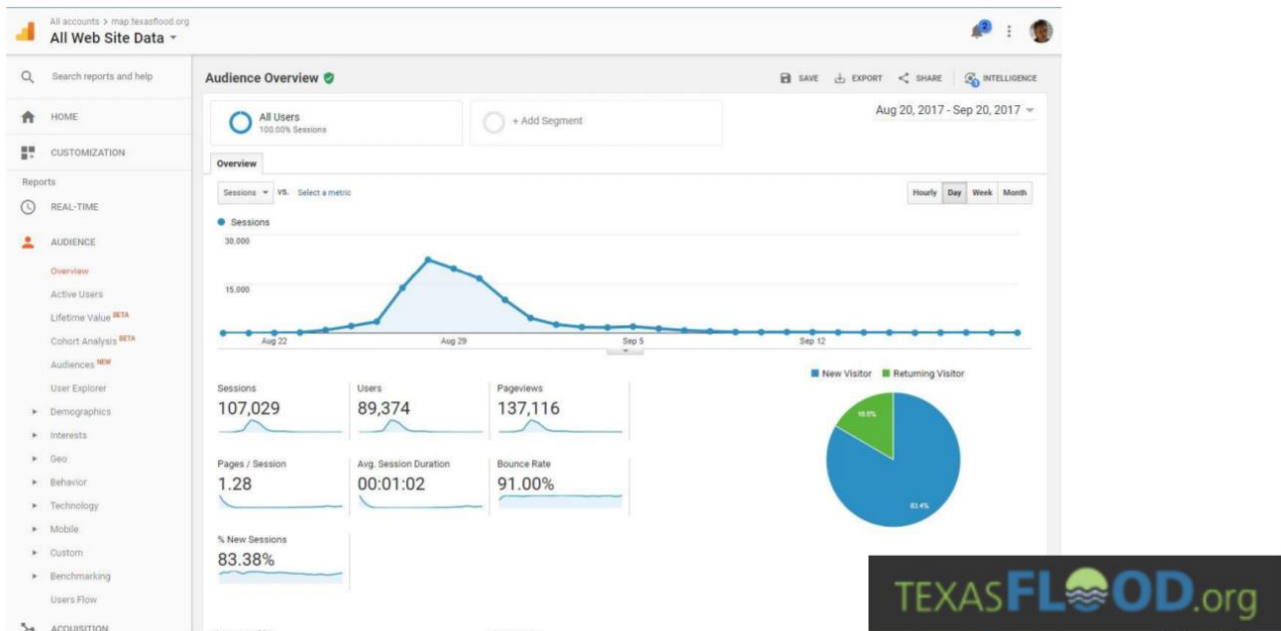 All accounts > map.texasflood.org
All Web Site Data
2
Search reports and help
HOME
CUSTOMIZATION
Reports
REAL-TIME
AUDIENCE
Overview
Active Users
Lifetime Value BETA
Cohort Analysis BETA
Audiences NEW
User Explorer
Demographics
Interests
Geo
Behavior
Technology
Mobile
Custom
Benchmarking
Users Flow
ACQUISITION
Audience Overview
SAVE
EXPORT
SHARE
INTELLIGENCE
All Users
100.00% Sessions
+ Add Segment
Aug 20, 2017 - Sep 20, 2017
Overview
Sessions VS. Select a metric
Hourly Day Week Month
Sessions
30,000
15,000
Aug 22 Aug 29 Sep 5 Sep 12
Sessions
107,029
Users
89,374
Pageviews
137,116
Pages / Session
1.28
Avg. Session Duration
00:01:02
Bounce Rate
91.00%
% New Sessions
83.38%
New Visitor Returning Visitor
83.4%
TEXASFLOOD.org